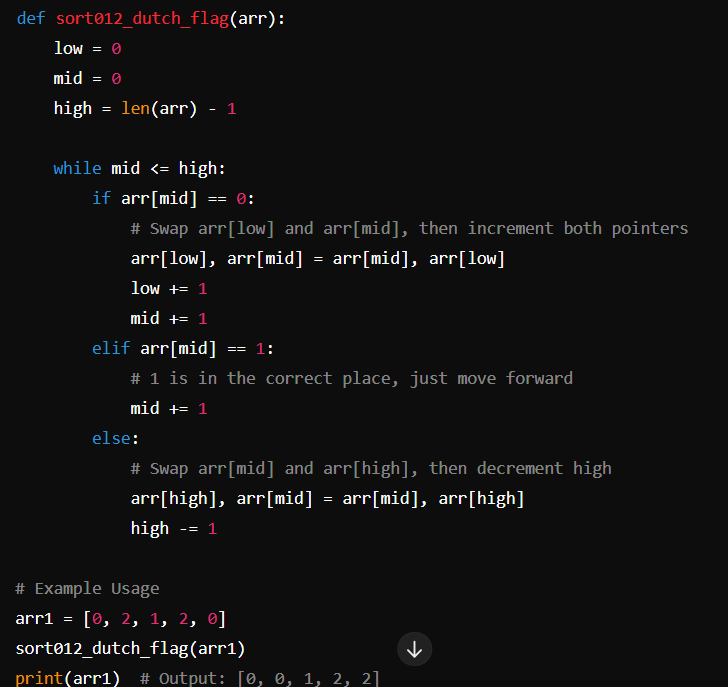 def sort012_dutch_flag(arr):
    low = 0
    mid = 0
    high = len(arr) - 1

    while mid <= high:
        if arr[mid] == 0:
            # Swap arr[low] and arr[mid], then increment both pointers
            arr[low], arr[mid] = arr[mid], arr[low]
            low += 1
            mid += 1
        elif arr[mid] == 1:
            # 1 is in the correct place, just move forward
            mid += 1
        else:
            # Swap arr[mid] and arr[high], then decrement high
            arr[high], arr[mid] = arr[mid], arr[high]
            high -= 1

# Example Usage
arr1 = [0, 2, 1, 2, 0]
sort012_dutch_flag(arr1)
print(arr1)  # Output: [0, 0, 1, 2, 2]